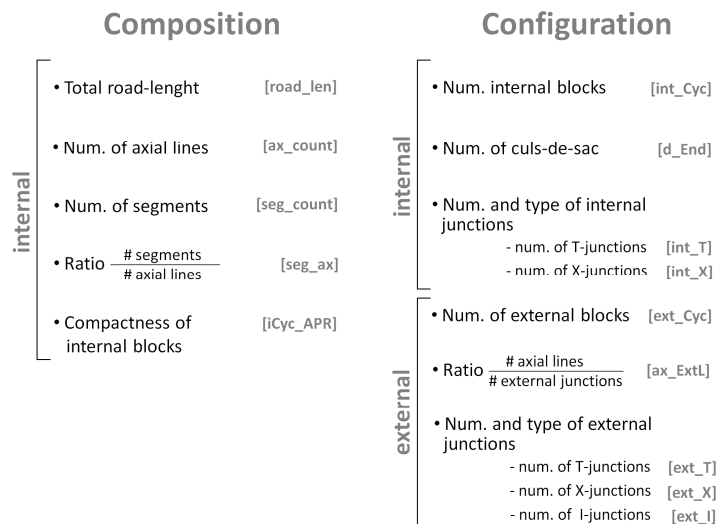 Composition
internal
• Total road-lenght [road_len]
• Num. of axial lines [ax_count]
• Num. of segments [seg_count]
• Ratio # segments [seg_ax]
# axial lines
• Compactness of [iCyc_APR]
internal blocks
Configuration
internal
• Num. internal blocks [int_Cyc]
• Num. of culs-de-sac [d_End]
• Num. and type of internal
junctions
- num. of T-junctions [int_T]
- num. of X-junctions [int_X]
external
• Num. of external blocks [ext_Cyc]
• Ratio # axial lines [ax_ExtL]
# external junctions
• Num. and type of external
junctions
- num. of T-junctions [ext_T]
- num. of X-junctions [ext_X]
- num. of I-junctions [ext_I]